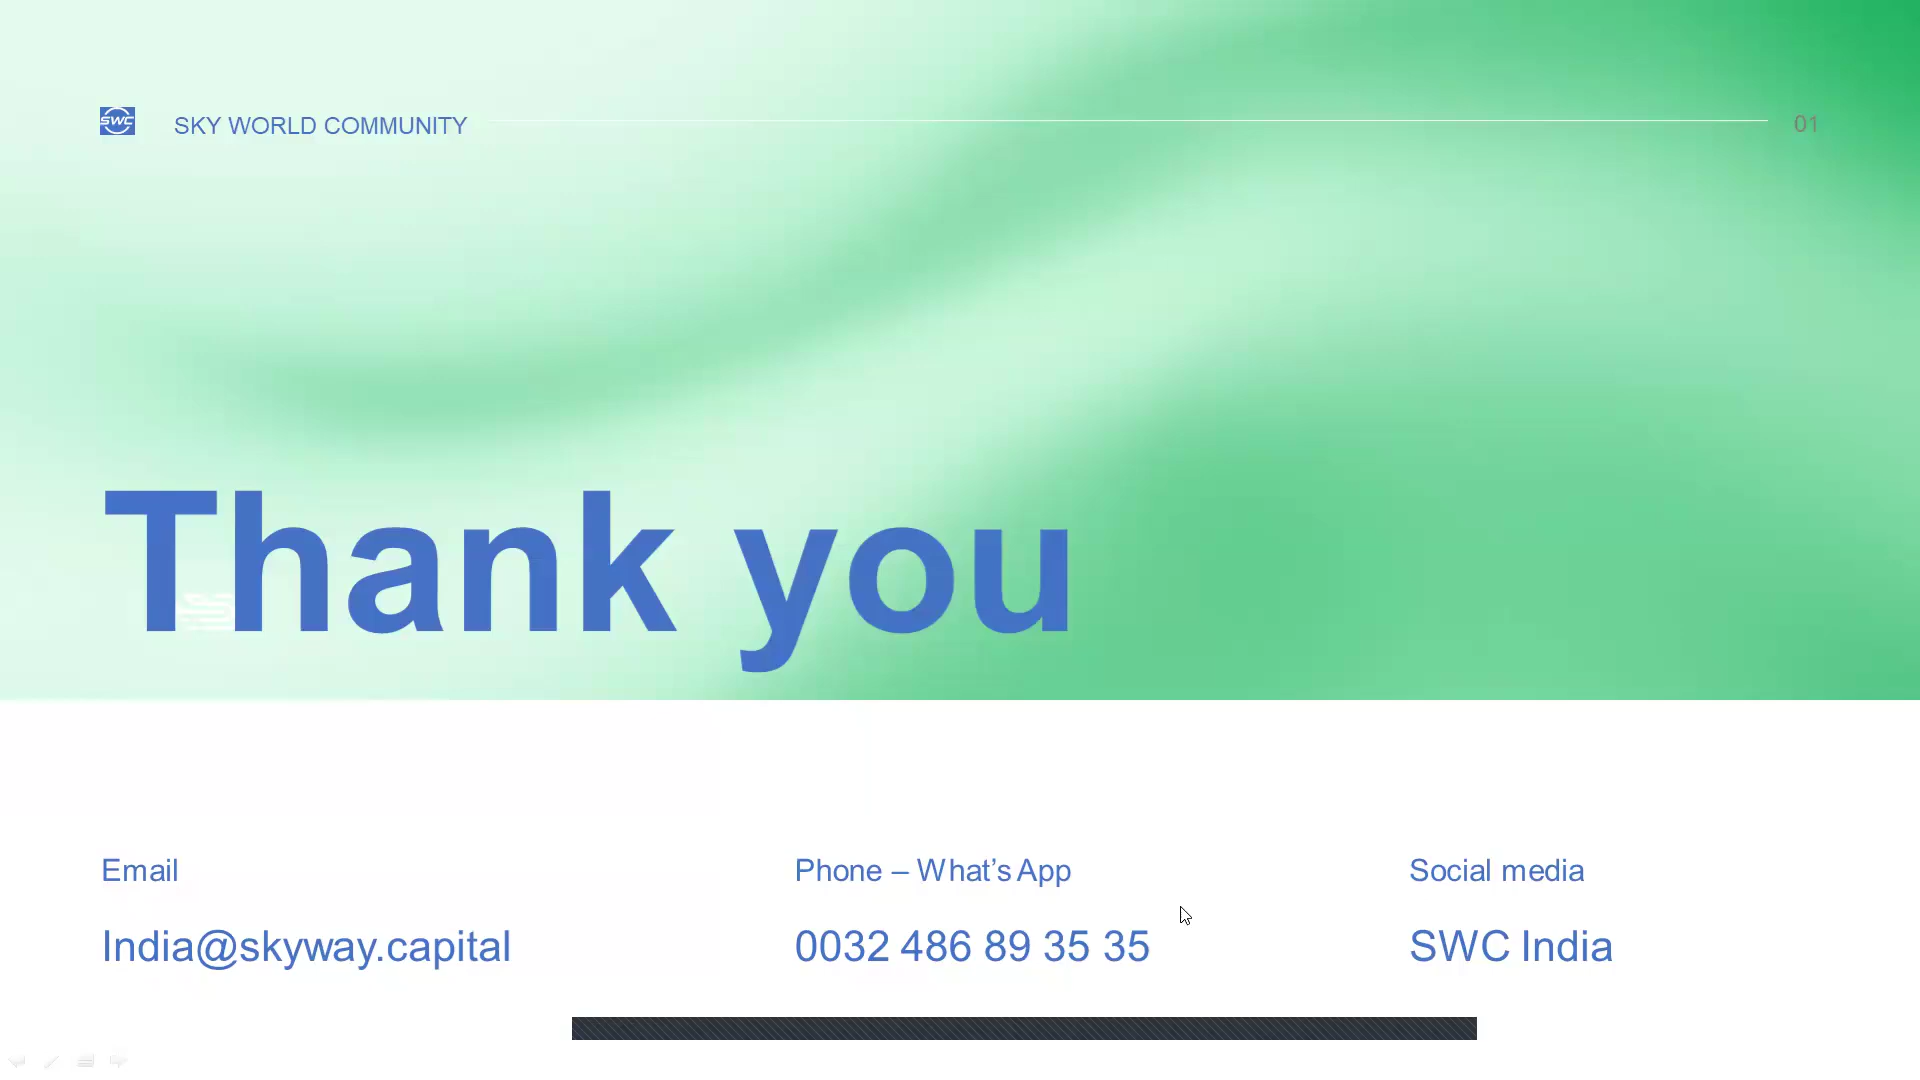 SWC
SKY WORLD COMMUNITY
01
Thank you
Email
Phone – What’s App
Social media
India@skyway.capital
0032 486 89 35 35
SWC India